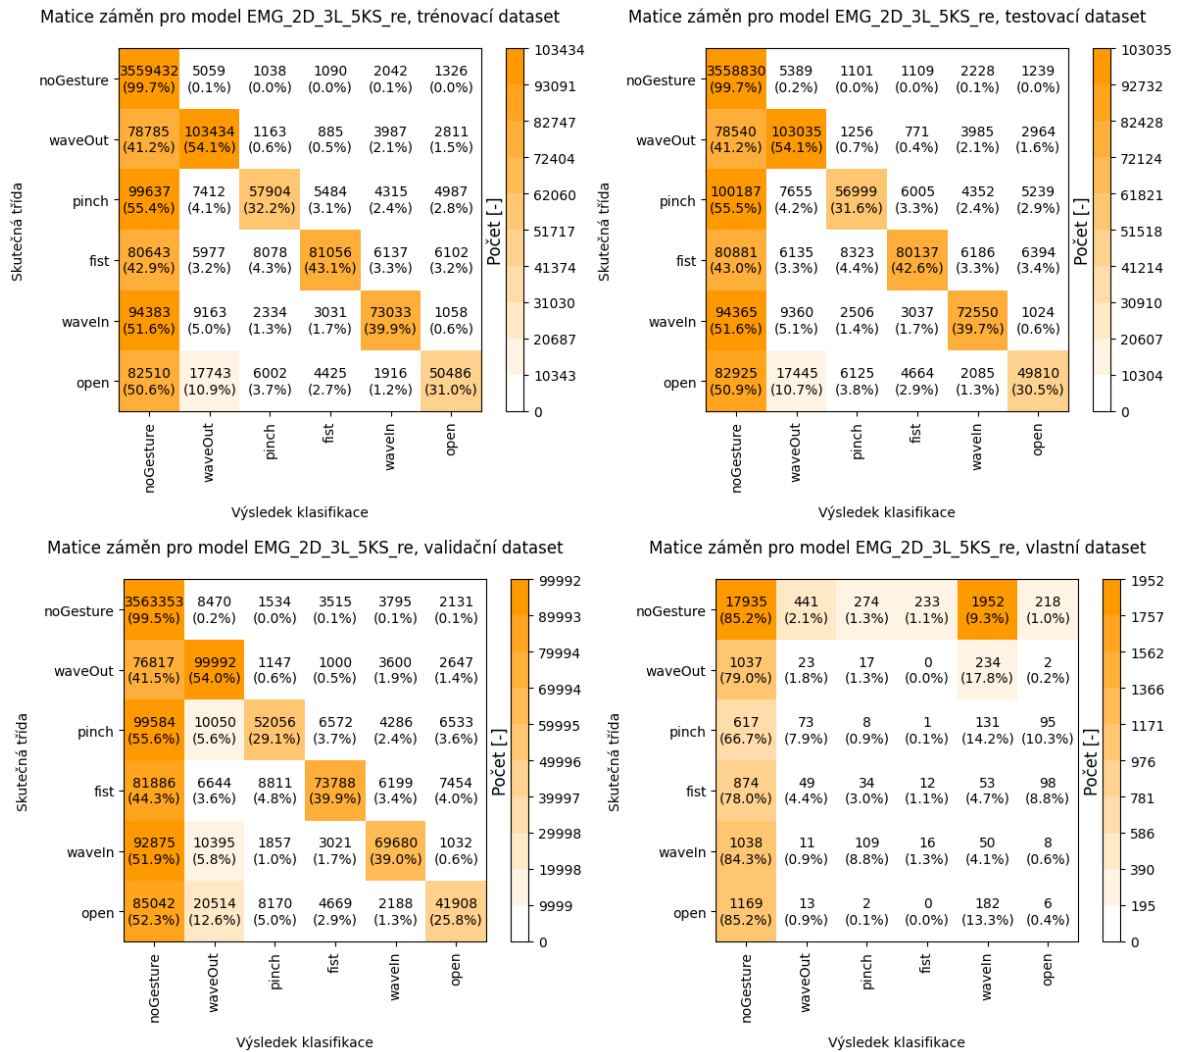 Matice záměn pro model EMG_2D_3L_5KS_re, trénovací dataset
Skutečná třída
noGesture 3559432 5059 1038 1090 2042 1326
(99.7%) (0.1%) (0.0%) (0.0%) (0.1%) (0.0%)
waveOut 78785 103434 1163 885 3987 2811
(41.2%) (54.1%) (0.6%) (0.5%) (2.1%) (1.5%)
pinch 99637 7412 57904 5484 4315 4987
(55.4%) (4.1%) (32.2%) (3.1%) (2.4%) (2.8%)
fist 80643 5977 8078 81056 6137 6102
(42.9%) (3.2%) (4.3%) (43.1%) (3.3%) (3.2%)
waveIn 94383 9163 2334 3031 73033 1058
(51.6%) (5.0%) (1.3%) (1.7%) (39.9%) (0.6%)
open 82510 17743 6002 4425 1916 50486
(50.6%) (10.9%) (3.7%) (2.7%) (1.2%) (31.0%)
noGesture waveOut pinch fist waveIn open
Výsledek klasifikace
Počet [-]
103434
93091
82747
72404
62060
51717
41374
31030
20687
10343
0
Matice záměn pro model EMG_2D_3L_5KS_re, testovací dataset
Skutečná třída
noGesture 3558830 5389 1101 1109 2228 1239
(99.7%) (0.2%) (0.0%) (0.0%) (0.1%) (0.0%)
waveOut 78540 103035 1256 771 3985 2964
(41.2%) (54.1%) (0.7%) (0.4%) (2.1%) (1.6%)
pinch 100187 7655 56999 6005 4352 5239
(55.5%) (4.2%) (31.6%) (3.3%) (2.4%) (2.9%)
fist 80881 6135 8323 80137 6186 6394
(43.0%) (3.3%) (4.4%) (42.6%) (3.3%) (3.4%)
waveIn 94365 9360 2506 3037 72550 1024
(51.6%) (5.1%) (1.4%) (1.7%) (39.7%) (0.6%)
open 82925 17445 6125 4664 2085 49810
(50.9%) (10.7%) (3.8%) (2.9%) (1.3%) (30.5%)
noGesture waveOut pinch fist waveIn open
Výsledek klasifikace
Počet [-]
103035
92732
82428
72124
61821
51518
41214
30910
20607
10304
0
Matice záměn pro model EMG_2D_3L_5KS_re, validační dataset
Skutečná třída
noGesture 3563353 8470 1534 3515 3795 2131
(99.5%) (0.2%) (0.0%) (0.1%) (0.1%) (0.1%)
waveOut 76817 99992 1147 1000 3600 2647
(41.5%) (54.0%) (0.6%) (0.5%) (1.9%) (1.4%)
pinch 99584 10050 52056 6572 4286 6533
(55.6%) (5.6%) (29.1%) (3.7%) (2.4%) (3.6%)
fist 81886 6644 8811 73788 6199 7454
(44.3%) (3.6%) (4.8%) (39.9%) (3.4%) (4.0%)
waveIn 92875 10395 1857 3021 69680 1032
(51.9%) (5.8%) (1.0%) (1.7%) (39.0%) (0.6%)
open 85042 20514 8170 4669 2188 41908
(52.3%) (12.6%) (5.0%) (2.9%) (1.3%) (25.8%)
noGesture waveOut pinch fist waveIn open
Výsledek klasifikace
Počet [-]
99992
89993
79994
69994
59995
49996
39997
29998
19998
9999
0
Matice záměn pro model EMG_2D_3L_5KS_re, vlastní dataset
Skutečná třída
noGesture 17935 441 274 233 1952 218
(85.2%) (2.1%) (1.3%) (1.1%) (9.3%) (1.0%)
waveOut 1037 23 17 0 234 2
(79.0%) (1.8%) (1.3%) (0.0%) (17.8%) (0.2%)
pinch 617 73 8 1 131 95
(66.7%) (7.9%) (0.9%) (0.1%) (14.2%) (10.3%)
fist 874 49 34 12 53 98
(78.0%) (4.4%) (3.0%) (1.1%) (4.7%) (8.8%)
waveIn 1038 11 109 16 50 8
(84.3%) (0.9%) (8.8%) (1.3%) (4.1%) (0.6%)
open 1169 13 2 0 182 6
(85.2%) (0.9%) (0.1%) (0.0%) (13.3%) (0.4%)
noGesture waveOut pinch fist waveIn open
Výsledek klasifikace
Počet [-]
1952
1757
1562
1366
1171
976
781
586
390
195
0